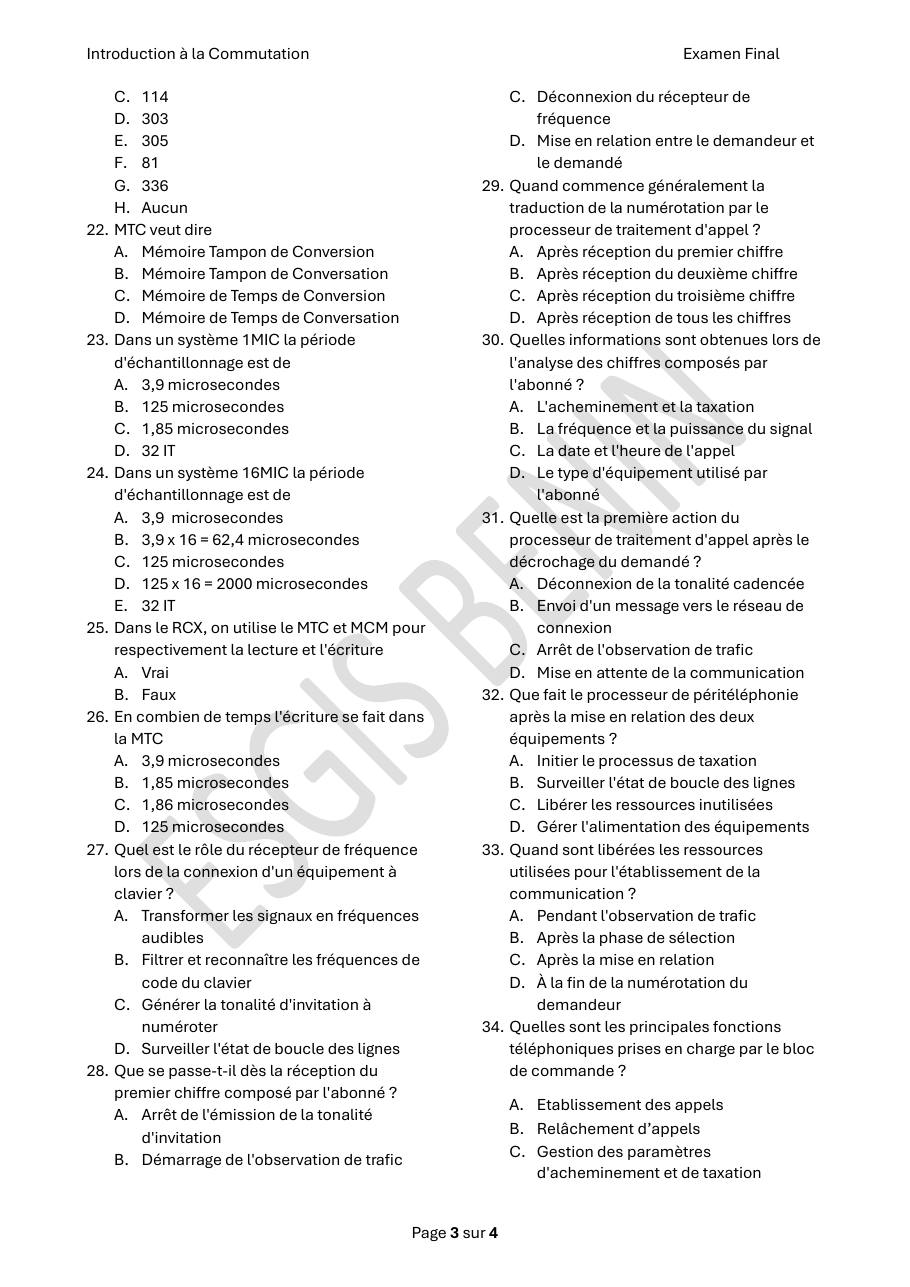 Introduction à la Commutation
Examen Final
C. 114
D. 303
E. 305
F. 81
G. 336
H. Aucun
22. MTC veut dire
A. Mémoire Tampon de Conversion
B. Mémoire Tampon de Conversation
C. Mémoire de Temps de Conversion
D. Mémoire de Temps de Conversation
23. Dans un système 1MIC la période
d'échantillonnage est de
A. 3,9 microsecondes
B. 125 microsecondes
C. 1,85 microsecondes
D. 32 IT
24. Dans un système 16MIC la période
d'échantillonnage est de
A. 3,9 microsecondes
B. 3,9 x 16 = 62,4 microsecondes
C. 125 microsecondes
D. 125 x 16 = 2000 microsecondes
E. 32 IT
25. Dans le RCX, on utilise le MTC et MCM pour
respectivement la lecture et l'écriture
A. Vrai
B. Faux
26. En combien de temps l'écriture se fait dans
la MTC
A. 3,9 microsecondes
B. 1,85 microsecondes
C. 1,86 microsecondes
D. 125 microsecondes
27. Quel est le rôle du récepteur de fréquence
lors de la connexion d'un équipement à
clavier ?
A. Transformer les signaux en fréquences
audibles
B. Filtrer et reconnaître les fréquences de
code du clavier
C. Générer la tonalité d'invitation à
numéroter
D. Surveiller l'état de boucle des lignes
28. Que se passe-t-il dès la réception du
premier chiffre composé par l'abonné ?
A. Arrêt de l'émission de la tonalité
d'invitation
B. Démarrage de l'observation de trafic
C. Déconnexion du récepteur de
fréquence
D. Mise en relation entre le demandeur et
le demandé
29. Quand commence généralement la
traduction de la numérotation par le
processeur de traitement d'appel ?
A. Après réception du premier chiffre
B. Après réception du deuxième chiffre
C. Après réception du troisième chiffre
D. Après réception de tous les chiffres
30. Quelles informations sont obtenues lors de
l'analyse des chiffres composés par
l'abonné ?
A. L'acheminement et la taxation
B. La fréquence et la puissance du signal
C. La date et l'heure de l'appel
D. Le type d'équipement utilisé par
l'abonné
31. Quelle est la première action du
processeur de traitement d'appel après le
décrochage du demandé ?
A. Déconnexion de la tonalité cadencée
B. Envoi d'un message vers le réseau de
connexion
C. Arrêt de l'observation de trafic
D. Mise en attente de la communication
32. Que fait le processeur de péritéléphonie
après la mise en relation des deux
équipements ?
A. Initier le processus de taxation
B. Surveiller l'état de boucle des lignes
C. Libérer les ressources inutilisées
D. Gérer l'alimentation des équipements
33. Quand sont libérées les ressources
utilisées pour l'établissement de la
communication ?
A. Pendant l'observation de trafic
B. Après la phase de sélection
C. Après la mise en relation
D. À la fin de la numérotation du
demandeur
34. Quelles sont les principales fonctions
téléphoniques prises en charge par le bloc
de commande ?
A. Etablissement des appels
B. Relâchement d’appels
C. Gestion des paramètres
d'acheminement et de taxation
ESGIS BENIN
Page 3 sur 4